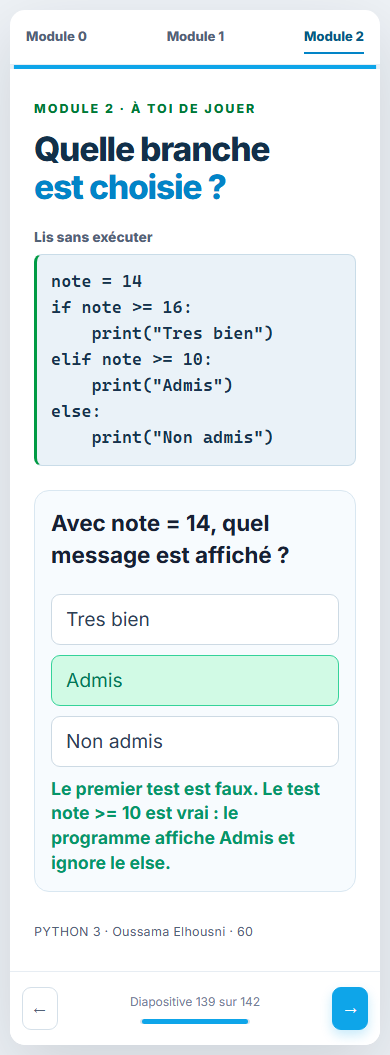 Module 0
Module 1
Module 2
MODULE 2 · À TOI DE JOUER
Quelle branche
est choisie ?
Lis sans exécuter
note = 14
if note >= 16:
    print("Tres bien")
elif note >= 10:
    print("Admis")
else:
    print("Non admis")
Avec note = 14, quel
message est affiché ?
Tres bien
Admis
Non admis
Le premier test est faux. Le test
note >= 10 est vrai : le
programme affiche Admis et
ignore le else.
PYTHON 3 · Oussama Elhousni · 60
←
Diapositive 139 sur 142
→